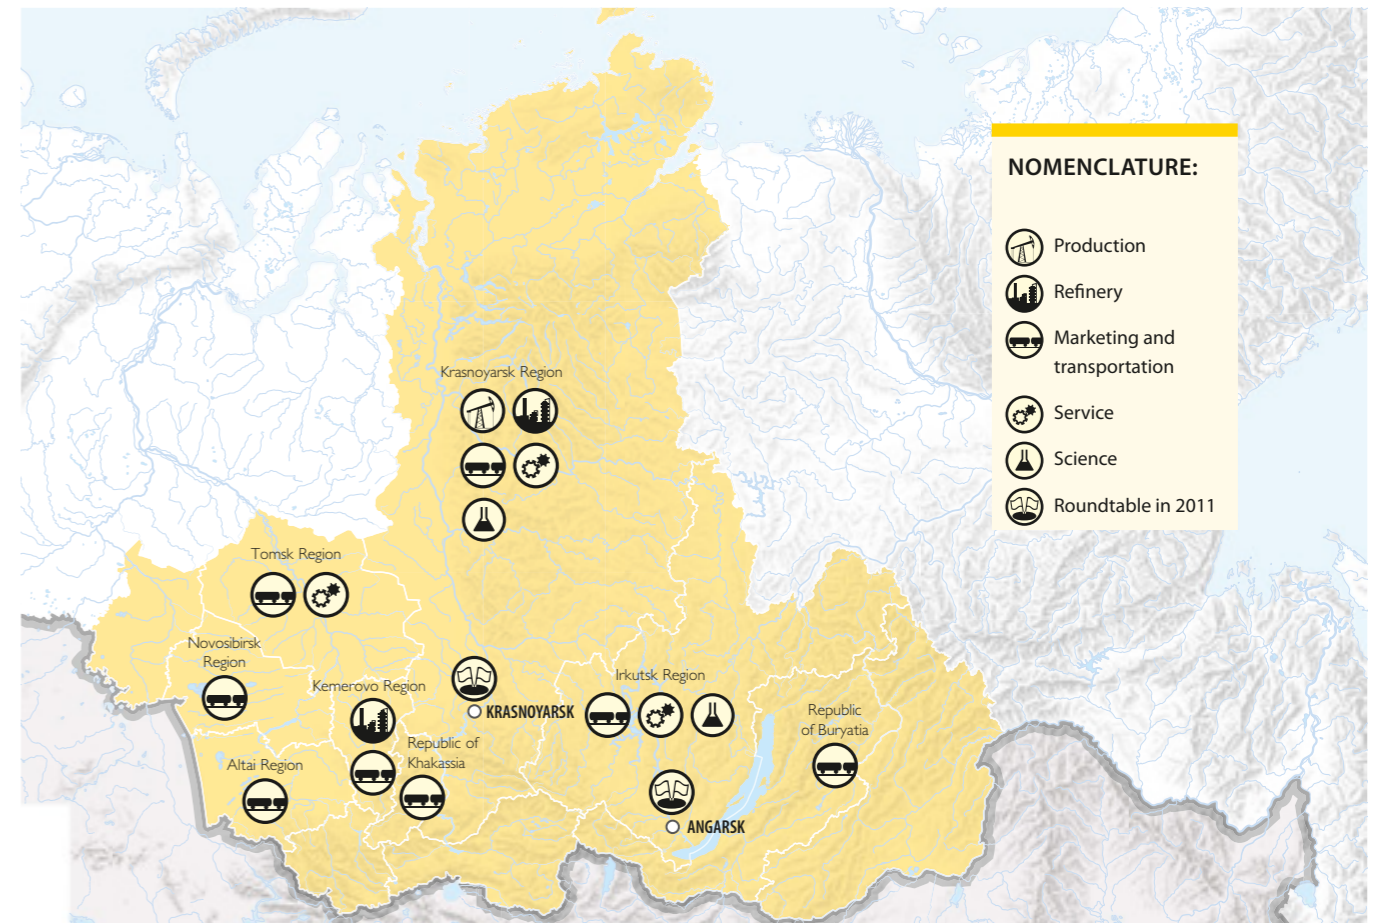 NOMENCLATURE:
Production
Refinery
Marketing and
transportation
Service
Science
Roundtable in 2011
Krasnoyarsk Region
Tomsk Region
Novosibirsk
Region
Kemerovo Region
KRASNOYARSK
Irkutsk Region
Republic
of Buryatia
Republic of
Khakassia
Altai Region
ANGARSK